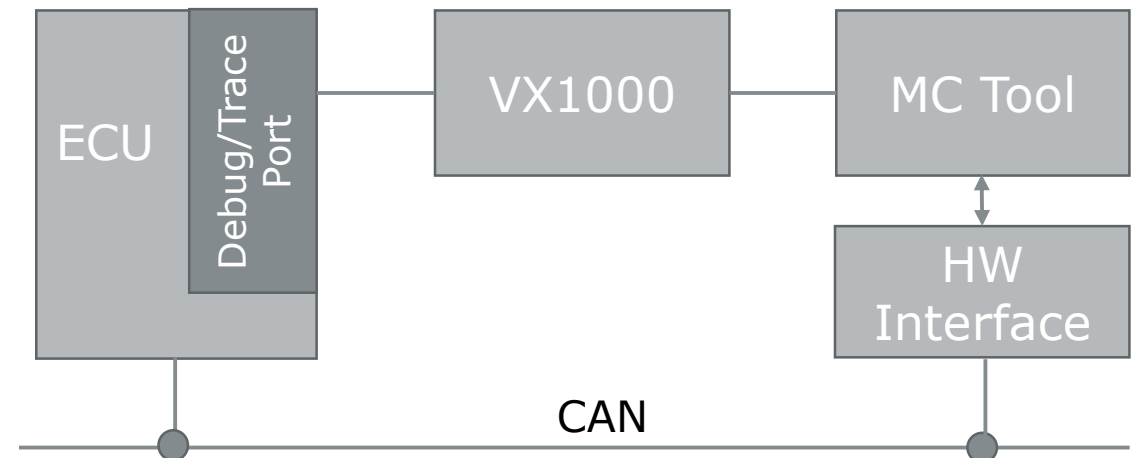 ECU
Debug/Trace
Port
VX1000
MC Tool
HW
Interface
CAN